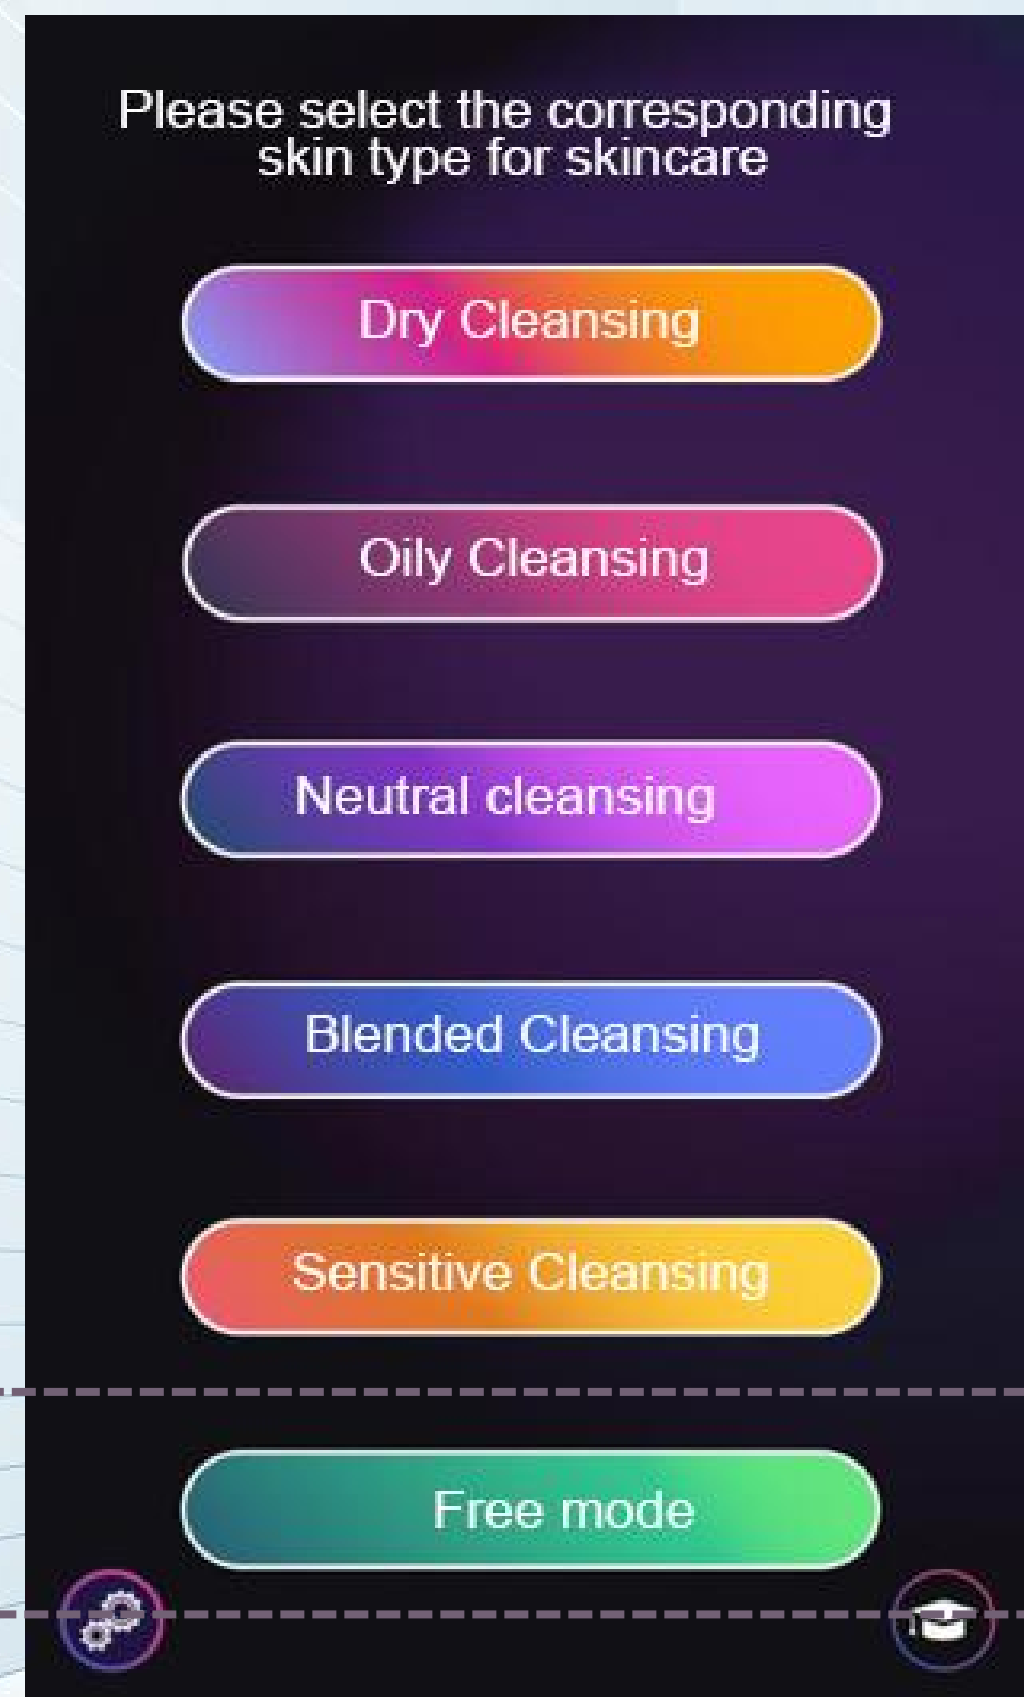 Please select the corresponding
skin type for skincare
Dry Cleansing
Oily Cleansing
Neutral cleansing
Blended Cleansing
Sensitive Cleansing
Free mode